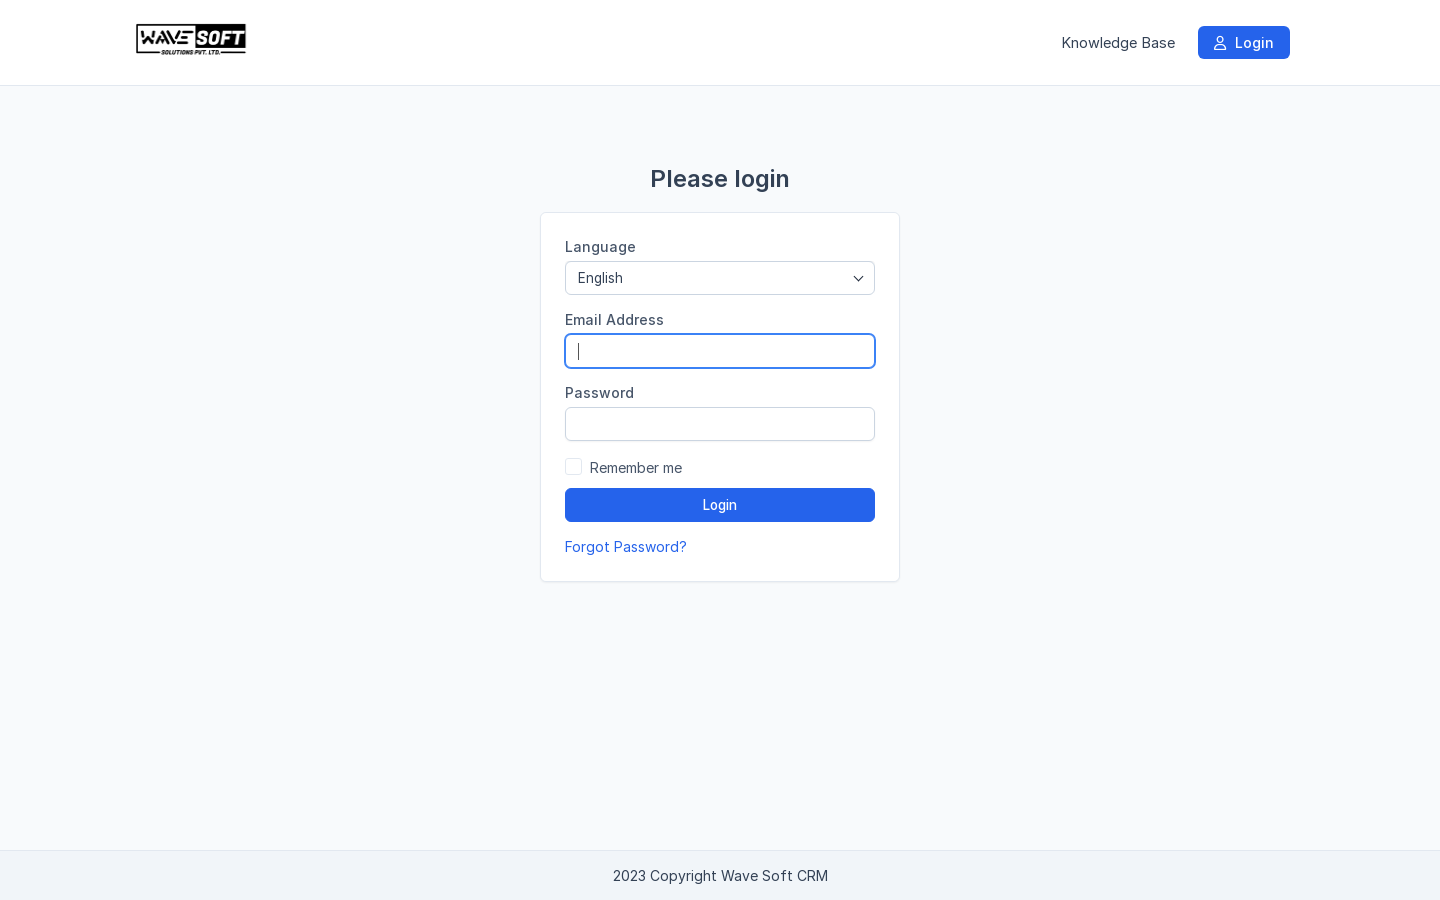 WAVE SOFT
SOLUTIONS PVT. LTD.
Knowledge Base
Login
Please login
Language
English
Email Address
Password
Remember me
Login
Forgot Password?
2023 Copyright Wave Soft CRM